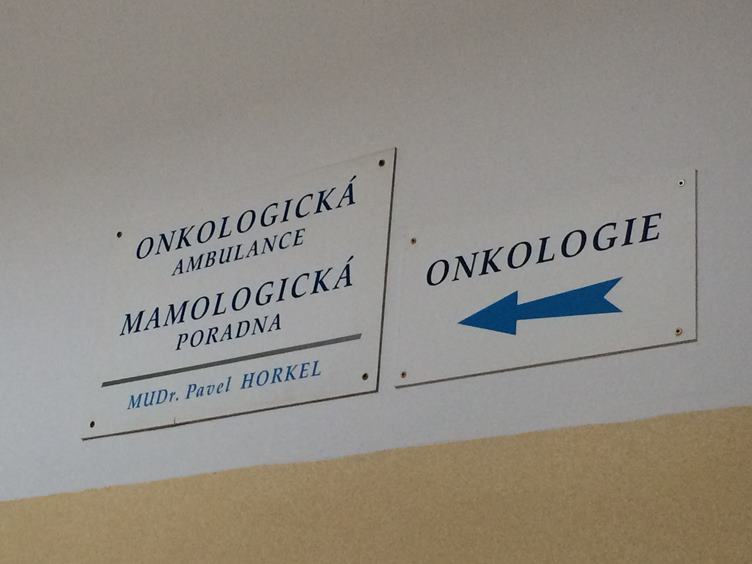 ONKOLOGICKÁ
AMBULANCE
MAMOLOGICKÁ
PORADNA
MUDr. Pavel HORKEL
ONKOLOGIE